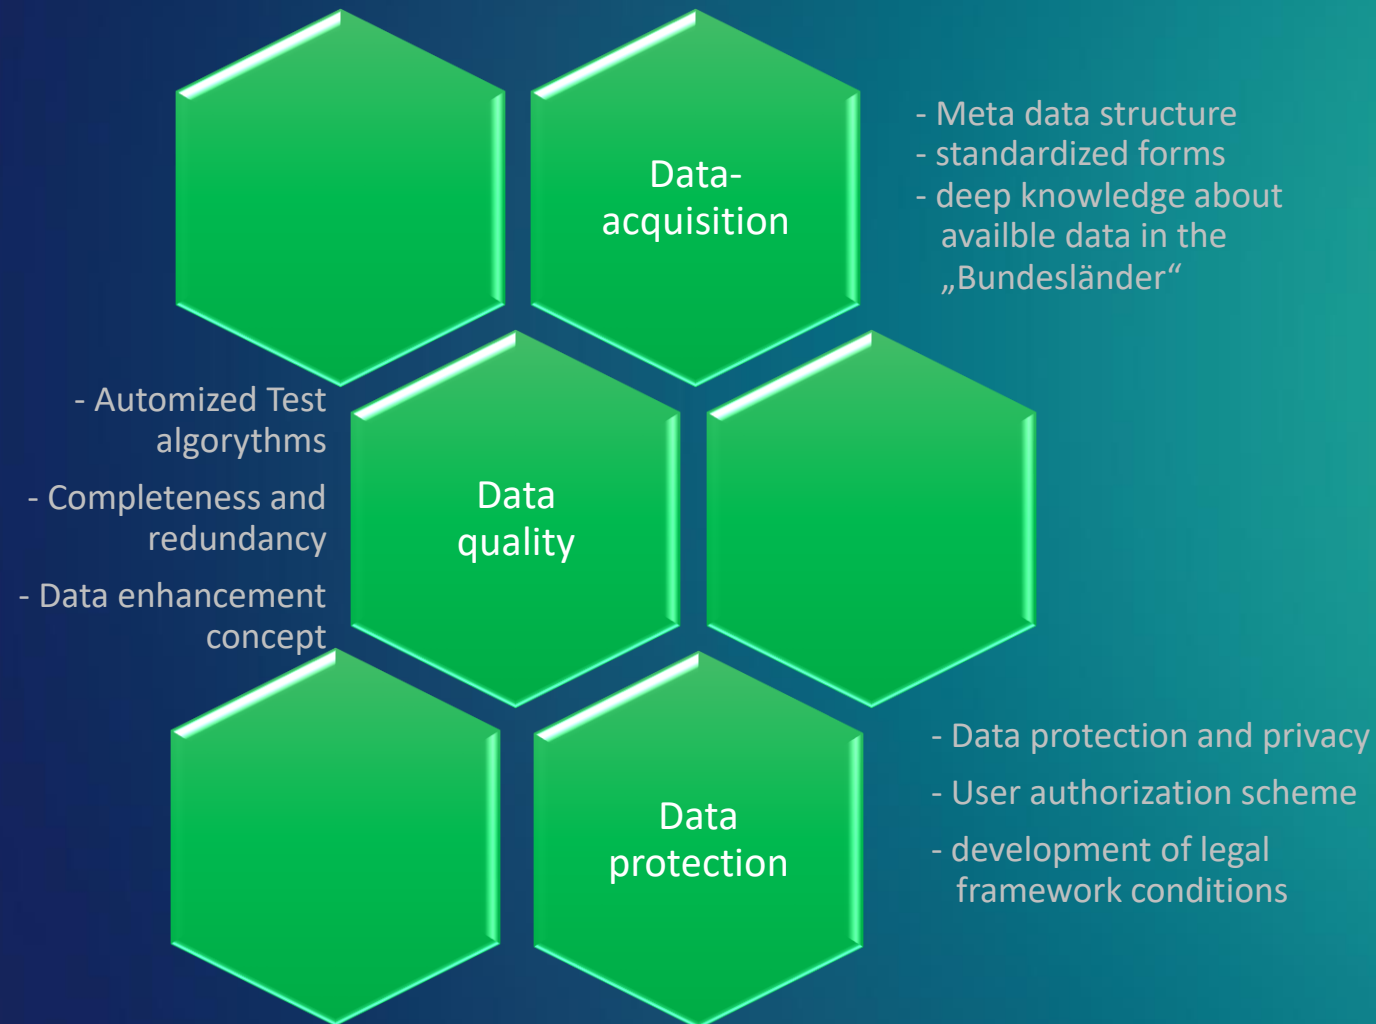 Data-
acquisition
- Meta data structure
- standardized forms
- deep knowledge about
availble data in the
„Bundesländer“
- Automized Test
algorythms
- Completeness and
redundancy
- Data enhancement
concept
Data
quality
Data
protection
- Data protection and privacy
- User authorization scheme
- development of legal
framework conditions